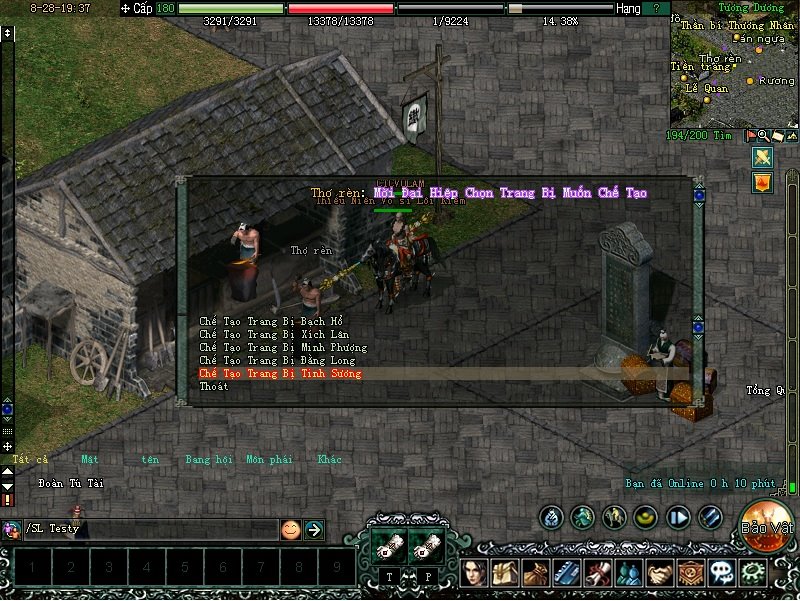 8-28-19:37
Cấp 180
Hạng ?
3291/3291
13378/13378
1/9224
14.38%
Tương Dương
Thần bí Thương Nhân
Bán ngựa
Thợ rèn
Tiền trang
Rương
Lễ Quan
194/200 Tìm
Thợ rèn: Mời Đại Hiệp Chọn Trang Bị Muốn Chế Tạo
Thợ rèn
Chế Tạo Trang Bị Bạch Hổ
Chế Tạo Trang Bị Xích Lân
Chế Tạo Trang Bị Minh Phượng
Chế Tạo Trang Bị Đằng Long
Chế Tạo Trang Bị Tinh Sương
Thoát
Tổng
Tất cả
Mật
tên
Bang hội
Môn phái
Khác
Đoàn Tú Tài
Bạn đã Online 0 h 10 phút
/SL Testy
Bảo Vật
1 2 3 4 5 6 7 8 9
T
P